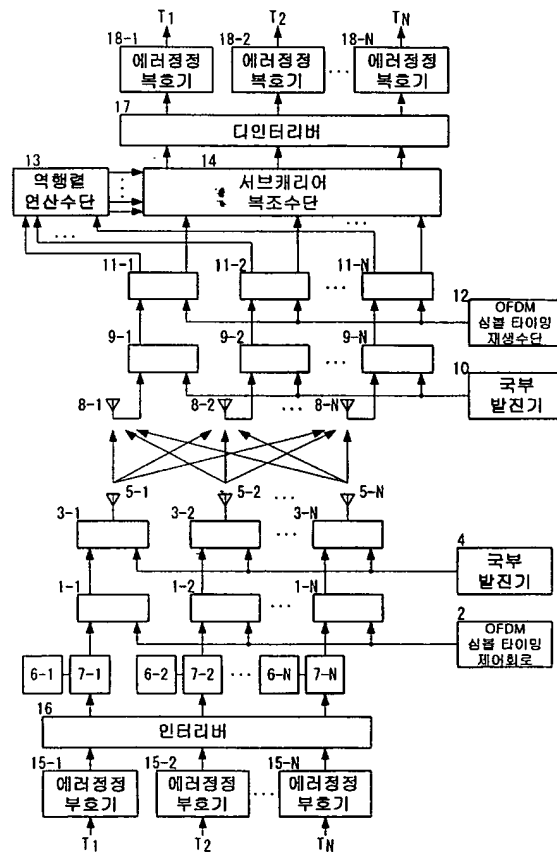 T1 T2 TN
18-1 18-2 18-N
에러정정 복호기 에러정정 복호기 ... 에러정정 복호기
17
디인터리버
13 14
역행렬 연산수단
서브캐리어 복조수단
11-1 11-2 ... 11-N
12
OFDM
심볼 타이밍
재생수단
9-1 9-2 ... 9-N
10
국부
발진기
8-1 8-2 ... 8-N
5-1 5-2 ... 5-N
3-1 3-2 ... 3-N
4
국부
발진기
1-1 1-2 ... 1-N
2
OFDM
심볼 타이밍
제어회로
6-1 7-1 6-2 7-2 ... 6-N 7-N
16
인터리버
15-1 15-2 15-N
에러정정 부호기 에러정정 부호기 ... 에러정정 부호기
T1 T2 TN